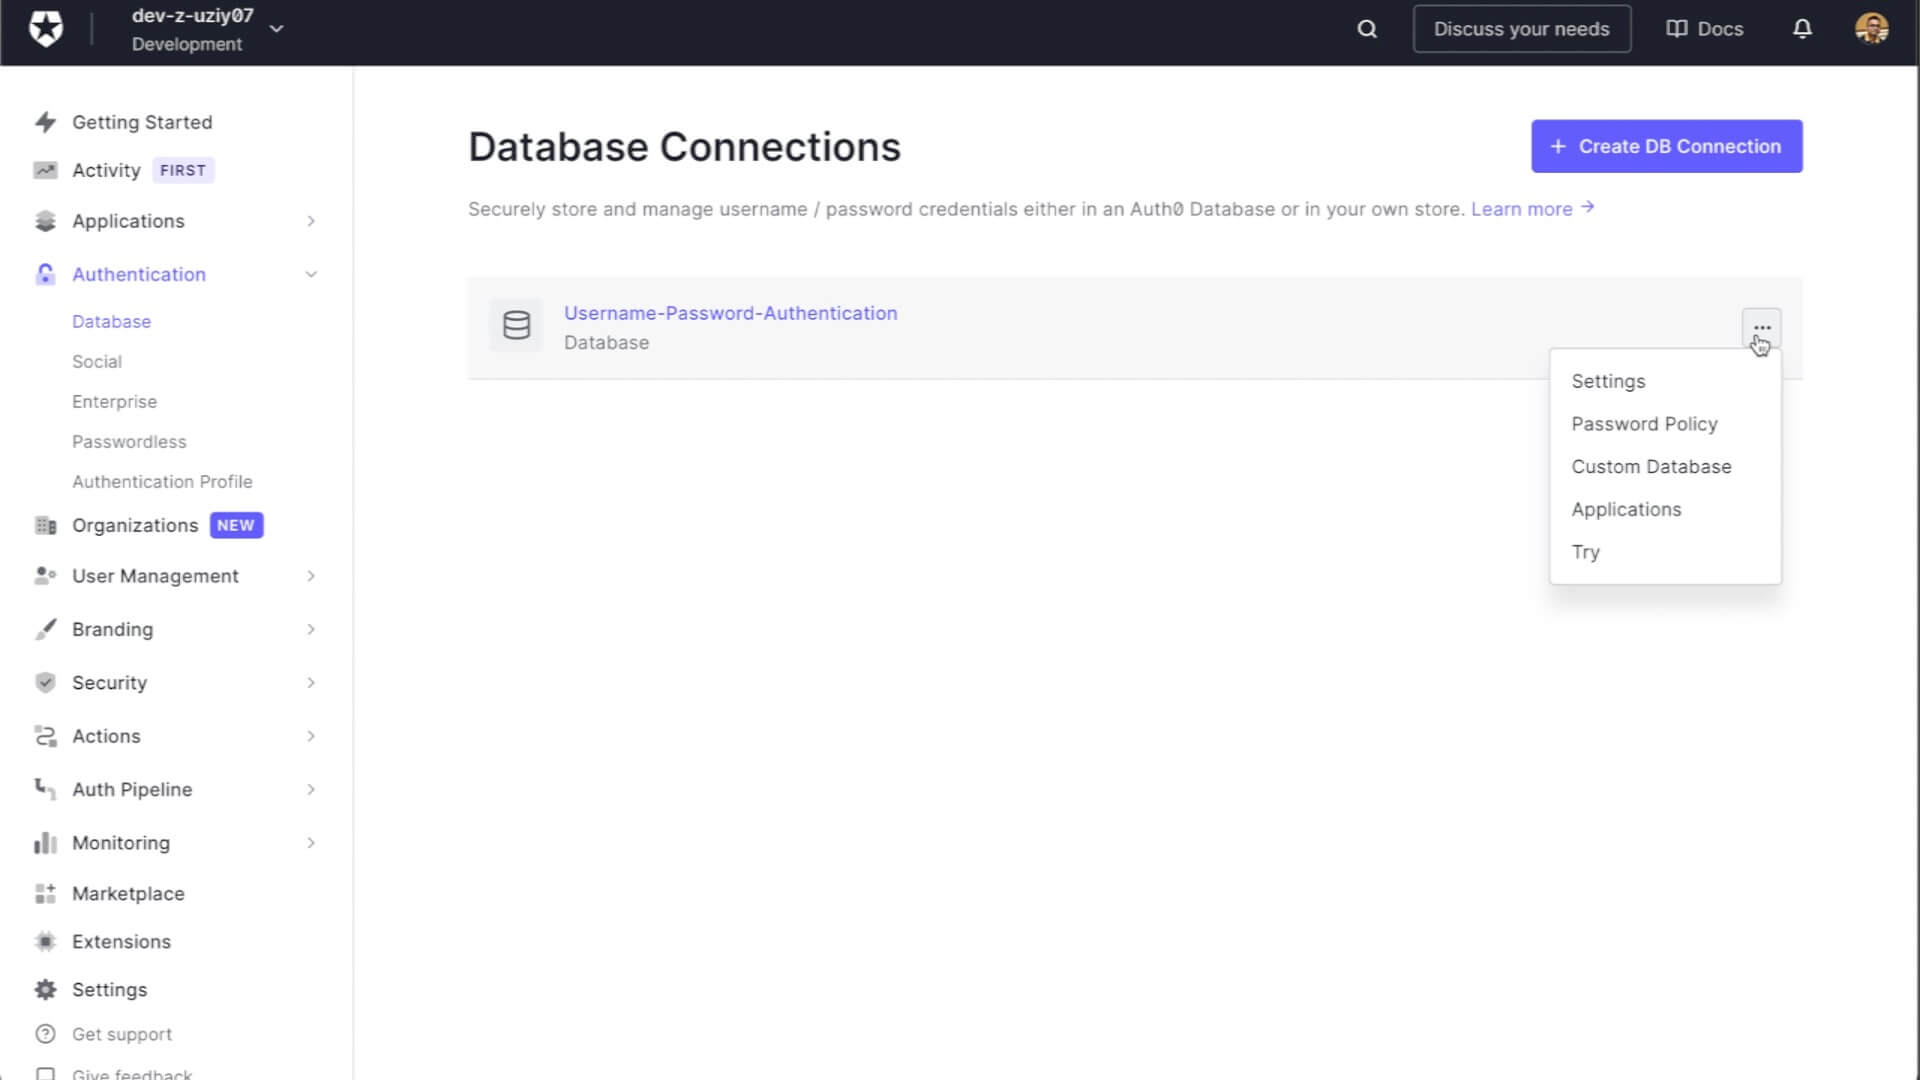 dev-z-uziy07
Development
Discuss your needs
Docs
Getting Started
Activity FIRST
Applications
Authentication
Database
Social
Enterprise
Passwordless
Authentication Profile
Organizations NEW
User Management
Branding
Security
Actions
Auth Pipeline
Monitoring
Marketplace
Extensions
Settings
Get support
Give feedback
Database Connections
+ Create DB Connection
Securely store and manage username / password credentials either in an Auth0 Database or in your own store. Learn more →
Username-Password-Authentication
Database
Settings
Password Policy
Custom Database
Applications
Try